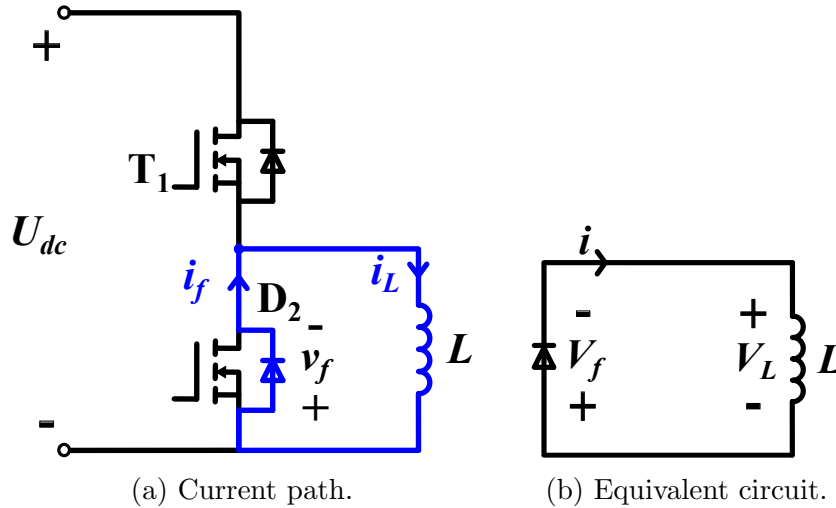 +
T1
Udc
if
iL
D2
-
vf
+
L
-
i
-
Vf
+
+
VL
-
L
(a) Current path.
(b) Equivalent circuit.